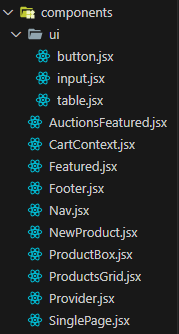 components
ui
button.jsx
input.jsx
table.jsx
AuctionsFeatured.jsx
CartContext.jsx
Featured.jsx
Footer.jsx
Nav.jsx
NewProduct.jsx
ProductBox.jsx
ProductsGrid.jsx
Provider.jsx
SinglePage.jsx